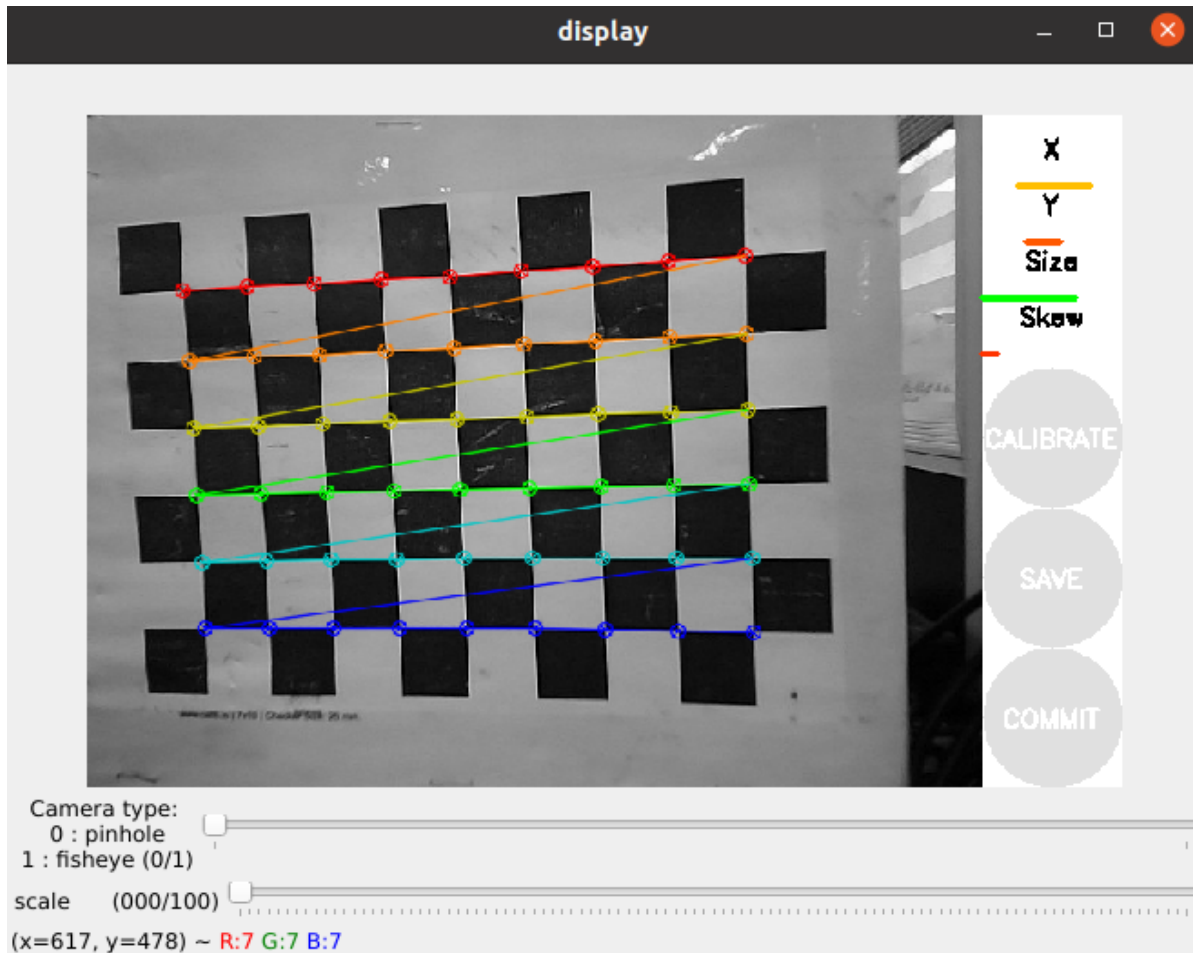 display
X
Y
Size
Skew
CALIBRATE
SAVE
COMMIT
Camera type:
0 : pinhole
1 : fisheye (0/1)
scale (000/100)
(x=617, y=478) ~ R:7 G:7 B:7